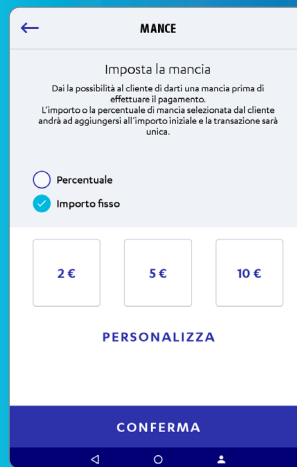 MANCE
Imposta la mancia
Dai la possibilità al cliente di darti una mancia prima di
effettuare il pagamento.
L'importo o la percentuale di mancia selezionata dal cliente
andrà ad aggiungersi all'importo iniziale e la transazione sarà
unica.
Percentuale
Importo fisso
2 € 5 € 10 €
PERSONALIZZA
CONFERMA